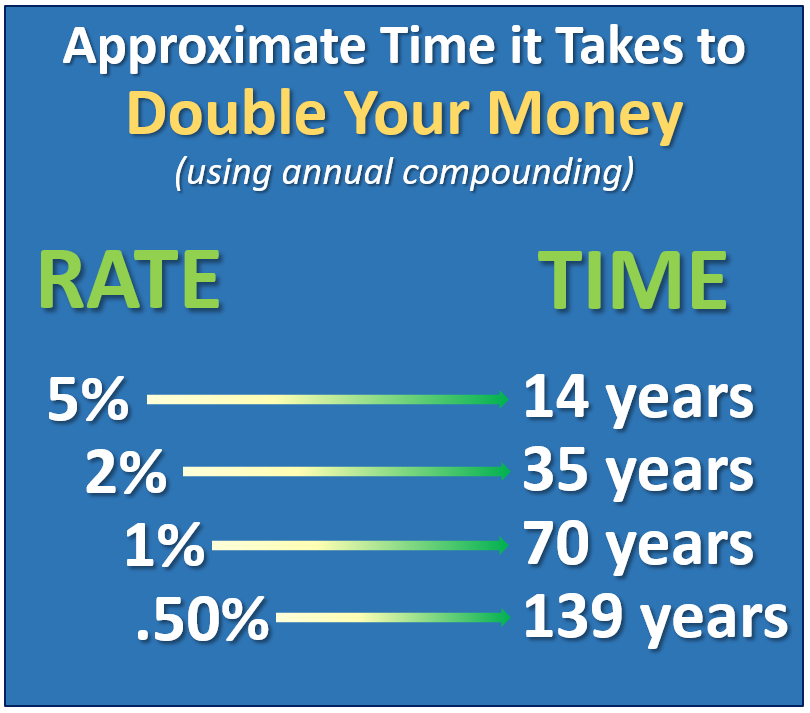 Approximate Time it Takes to
Double Your Money
(using annual compounding)
RATE TIME
5% 14 years
2% 35 years
1% 70 years
.50% 139 years